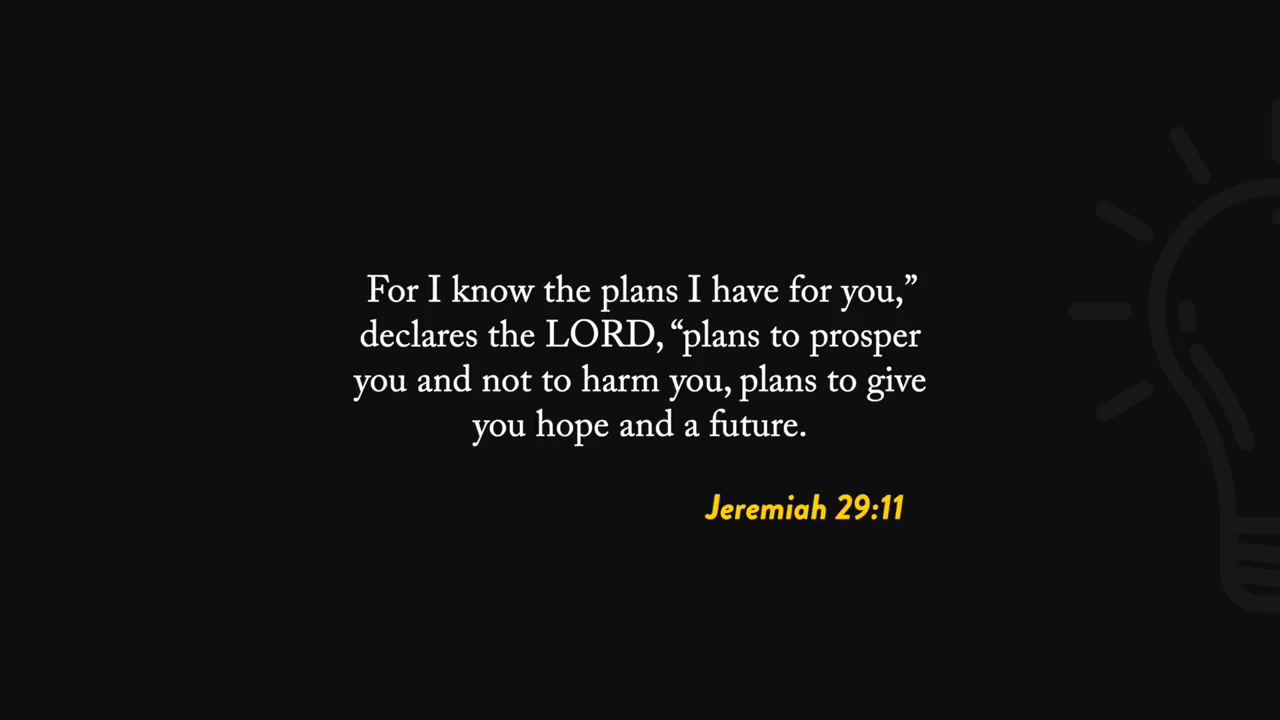 For I know the plans I have for you,”
declares the LORD, “plans to prosper
you and not to harm you, plans to give
you hope and a future.
Jeremiah 29:11